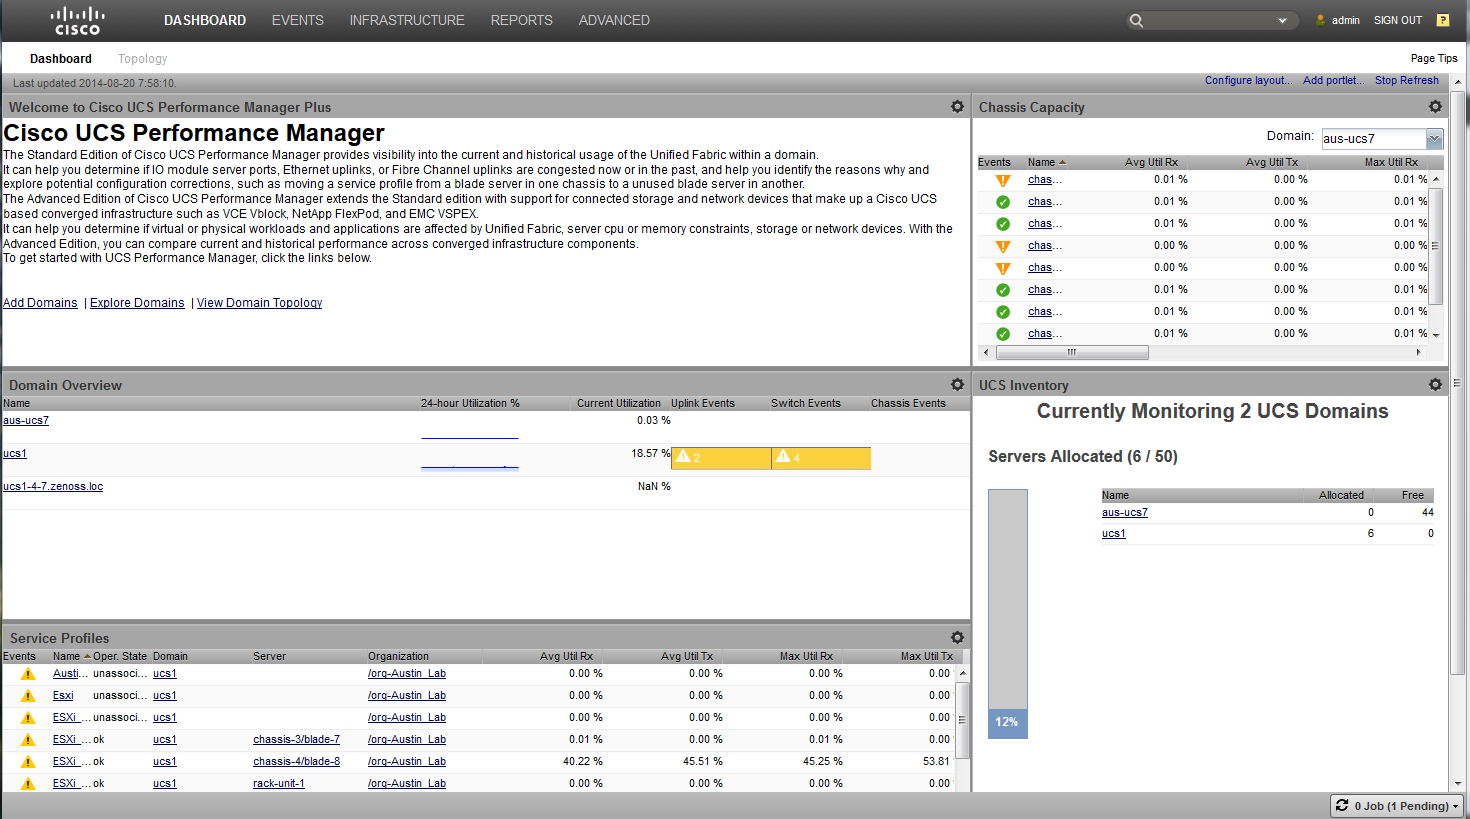 CISCO
DASHBOARD EVENTS INFRASTRUCTURE REPORTS ADVANCED
admin SIGN OUT ?
Dashboard Topology
Page Tips
Last updated 2014-08-20 7:58:10.
Configure layout... Add portlet... Stop Refresh
Welcome to Cisco UCS Performance Manager Plus
Cisco UCS Performance Manager
The Standard Edition of Cisco UCS Performance Manager provides visibility into the current and historical usage of the Unified Fabric within a domain.
It can help you determine if IO module server ports, Ethernet uplinks, or Fibre Channel uplinks are congested now or in the past, and help you identify the reasons why and
explore potential configuration corrections, such as moving a service profile from a blade server in one chassis to a unused blade server in another.
The Advanced Edition of Cisco UCS Performance Manager extends the Standard edition with support for connected storage and network devices that make up a Cisco UCS
based converged infrastructure such as VCE Vblock, NetApp FlexPod, and EMC VSPEX.
It can help you determine if virtual or physical workloads and applications are affected by Unified Fabric, server cpu or memory constraints, storage or network devices. With the
Advanced Edition, you can compare current and historical performance across converged infrastructure components.
To get started with UCS Performance Manager, click the links below.
Add Domains | Explore Domains | View Domain Topology
Chassis Capacity
Domain: aus-ucs7
Events Name Avg Util Rx Avg Util Tx Max Util Rx
chas... 0.01 % 0.00 % 0.01 %
chas... 0.01 % 0.00 % 0.01 %
chas... 0.01 % 0.00 % 0.01 %
chas... 0.00 % 0.00 % 0.00 %
chas... 0.00 % 0.00 % 0.00 %
chas... 0.01 % 0.00 % 0.01 %
chas... 0.01 % 0.00 % 0.01 %
chas... 0.01 % 0.00 % 0.01 %
Domain Overview
Name 24-hour Utilization % Current Utilization Uplink Events Switch Events Chassis Events
aus-ucs7 0.03 %
ucs1 18.57 % 2 4
ucs1-4-7.zenoss.loc NaN %
UCS Inventory
Currently Monitoring 2 UCS Domains
Servers Allocated (6 / 50)
12%
Name Allocated Free
aus-ucs7 0 44
ucs1 6 0
Service Profiles
Events Name Oper. State Domain Server Organization Avg Util Rx Avg Util Tx Max Util Rx Max Util Tx
Austi... unassoci... ucs1 /org-Austin_Lab 0.00 % 0.00 % 0.00 % 0.00
Esxi unassoci... ucs1 /org-Austin_Lab 0.00 % 0.00 % 0.00 % 0.00
ESXi_... unassoci... ucs1 /org-Austin_Lab 0.00 % 0.00 % 0.00 % 0.00
ESXi_... ok ucs1 chassis-3/blade-7 /org-Austin_Lab 0.01 % 0.00 % 0.01 % 0.00
ESXi_... ok ucs1 chassis-4/blade-8 /org-Austin_Lab 40.22 % 45.51 % 45.25 % 53.81
ESXi_... ok ucs1 rack-unit-1 /org-Austin_Lab 0.00 % 0.00 % 0.00 % 0.00
0 Job (1 Pending)